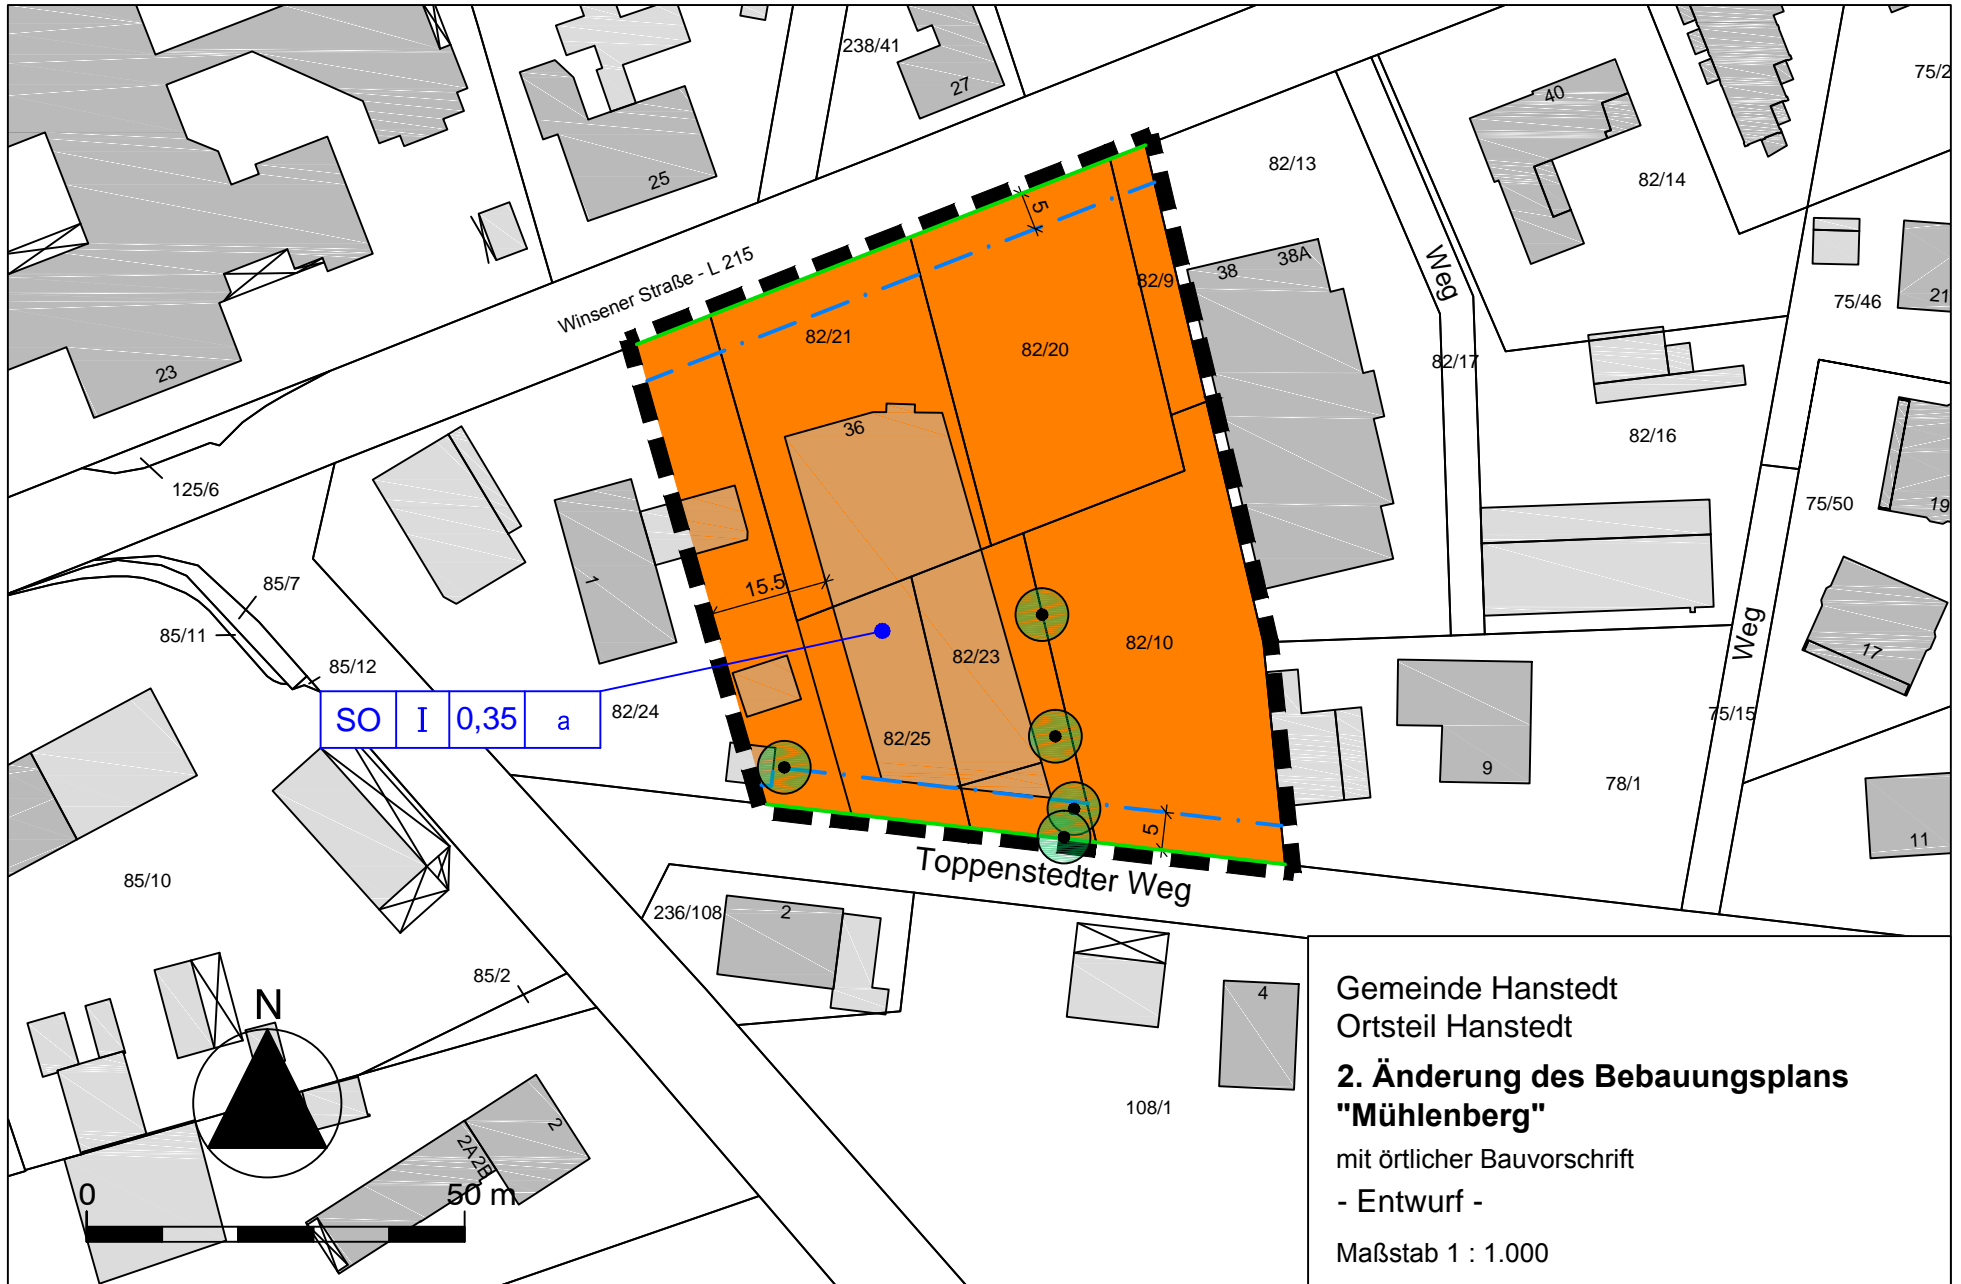 238/41
27
75/2
40
25
82/13
82/14
Weg
38
38A
Winsener Straße - L 215
5
82/9
82/21
82/20
75/46
21
82/17
23
36
82/16
125/6
75/50
19
15.5
1
85/7
85/11
85/12
82/23
82/10
Weg
17
SO I 0,35 a
82/24
82/25
75/15
9
78/1
5
11
Toppenstedter Weg
85/10
236/108
2
85/2
N
4
108/1
2A
2B
2
0
50 m
Gemeinde Hanstedt
Ortsteil Hanstedt
2. Änderung des Bebauungsplans
"Mühlenberg"
mit örtlicher Bauvorschrift
- Entwurf -
Maßstab 1 : 1.000